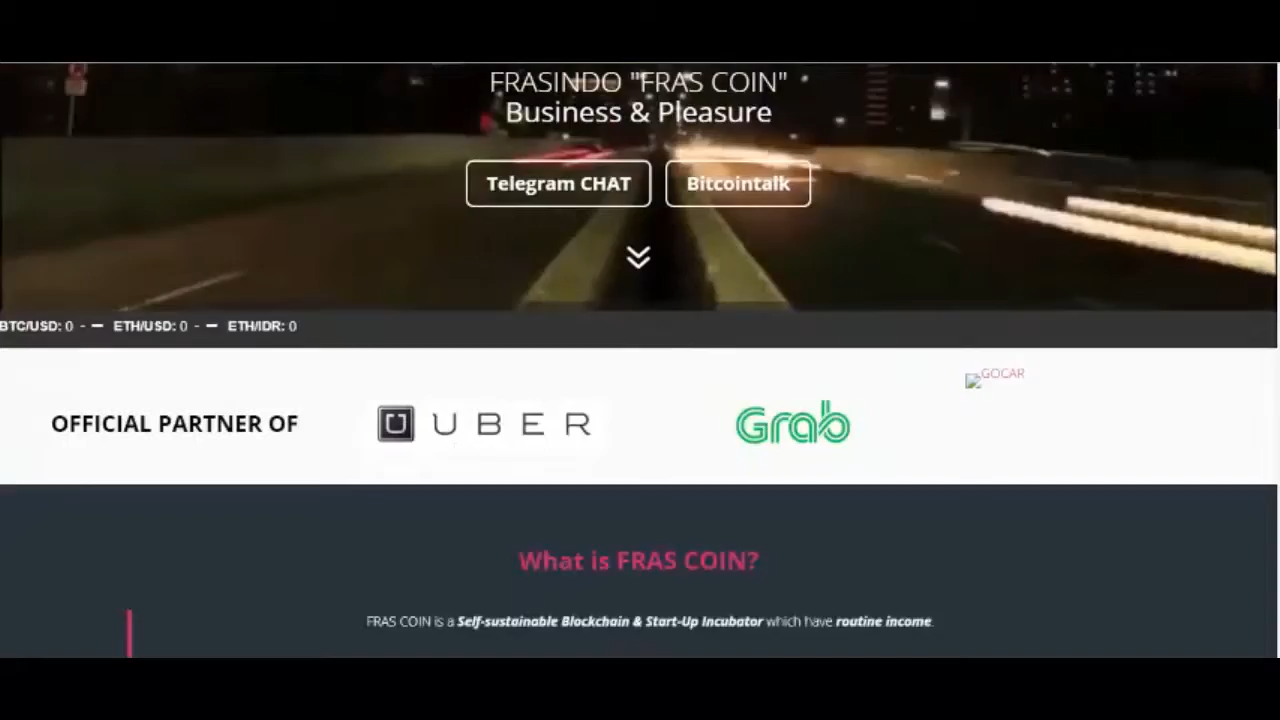 FRASINDO "FRAS COIN"
Business & Pleasure
Telegram CHAT
Bitcointalk
BTC/USD: 0 - — ETH/USD: 0 - — ETH/IDR: 0
OFFICIAL PARTNER OF
U UBER
Grab
GOCAR
What is FRAS COIN?
FRAS COIN is a Self-sustainable Blockchain & Start-Up Incubator which have routine income.